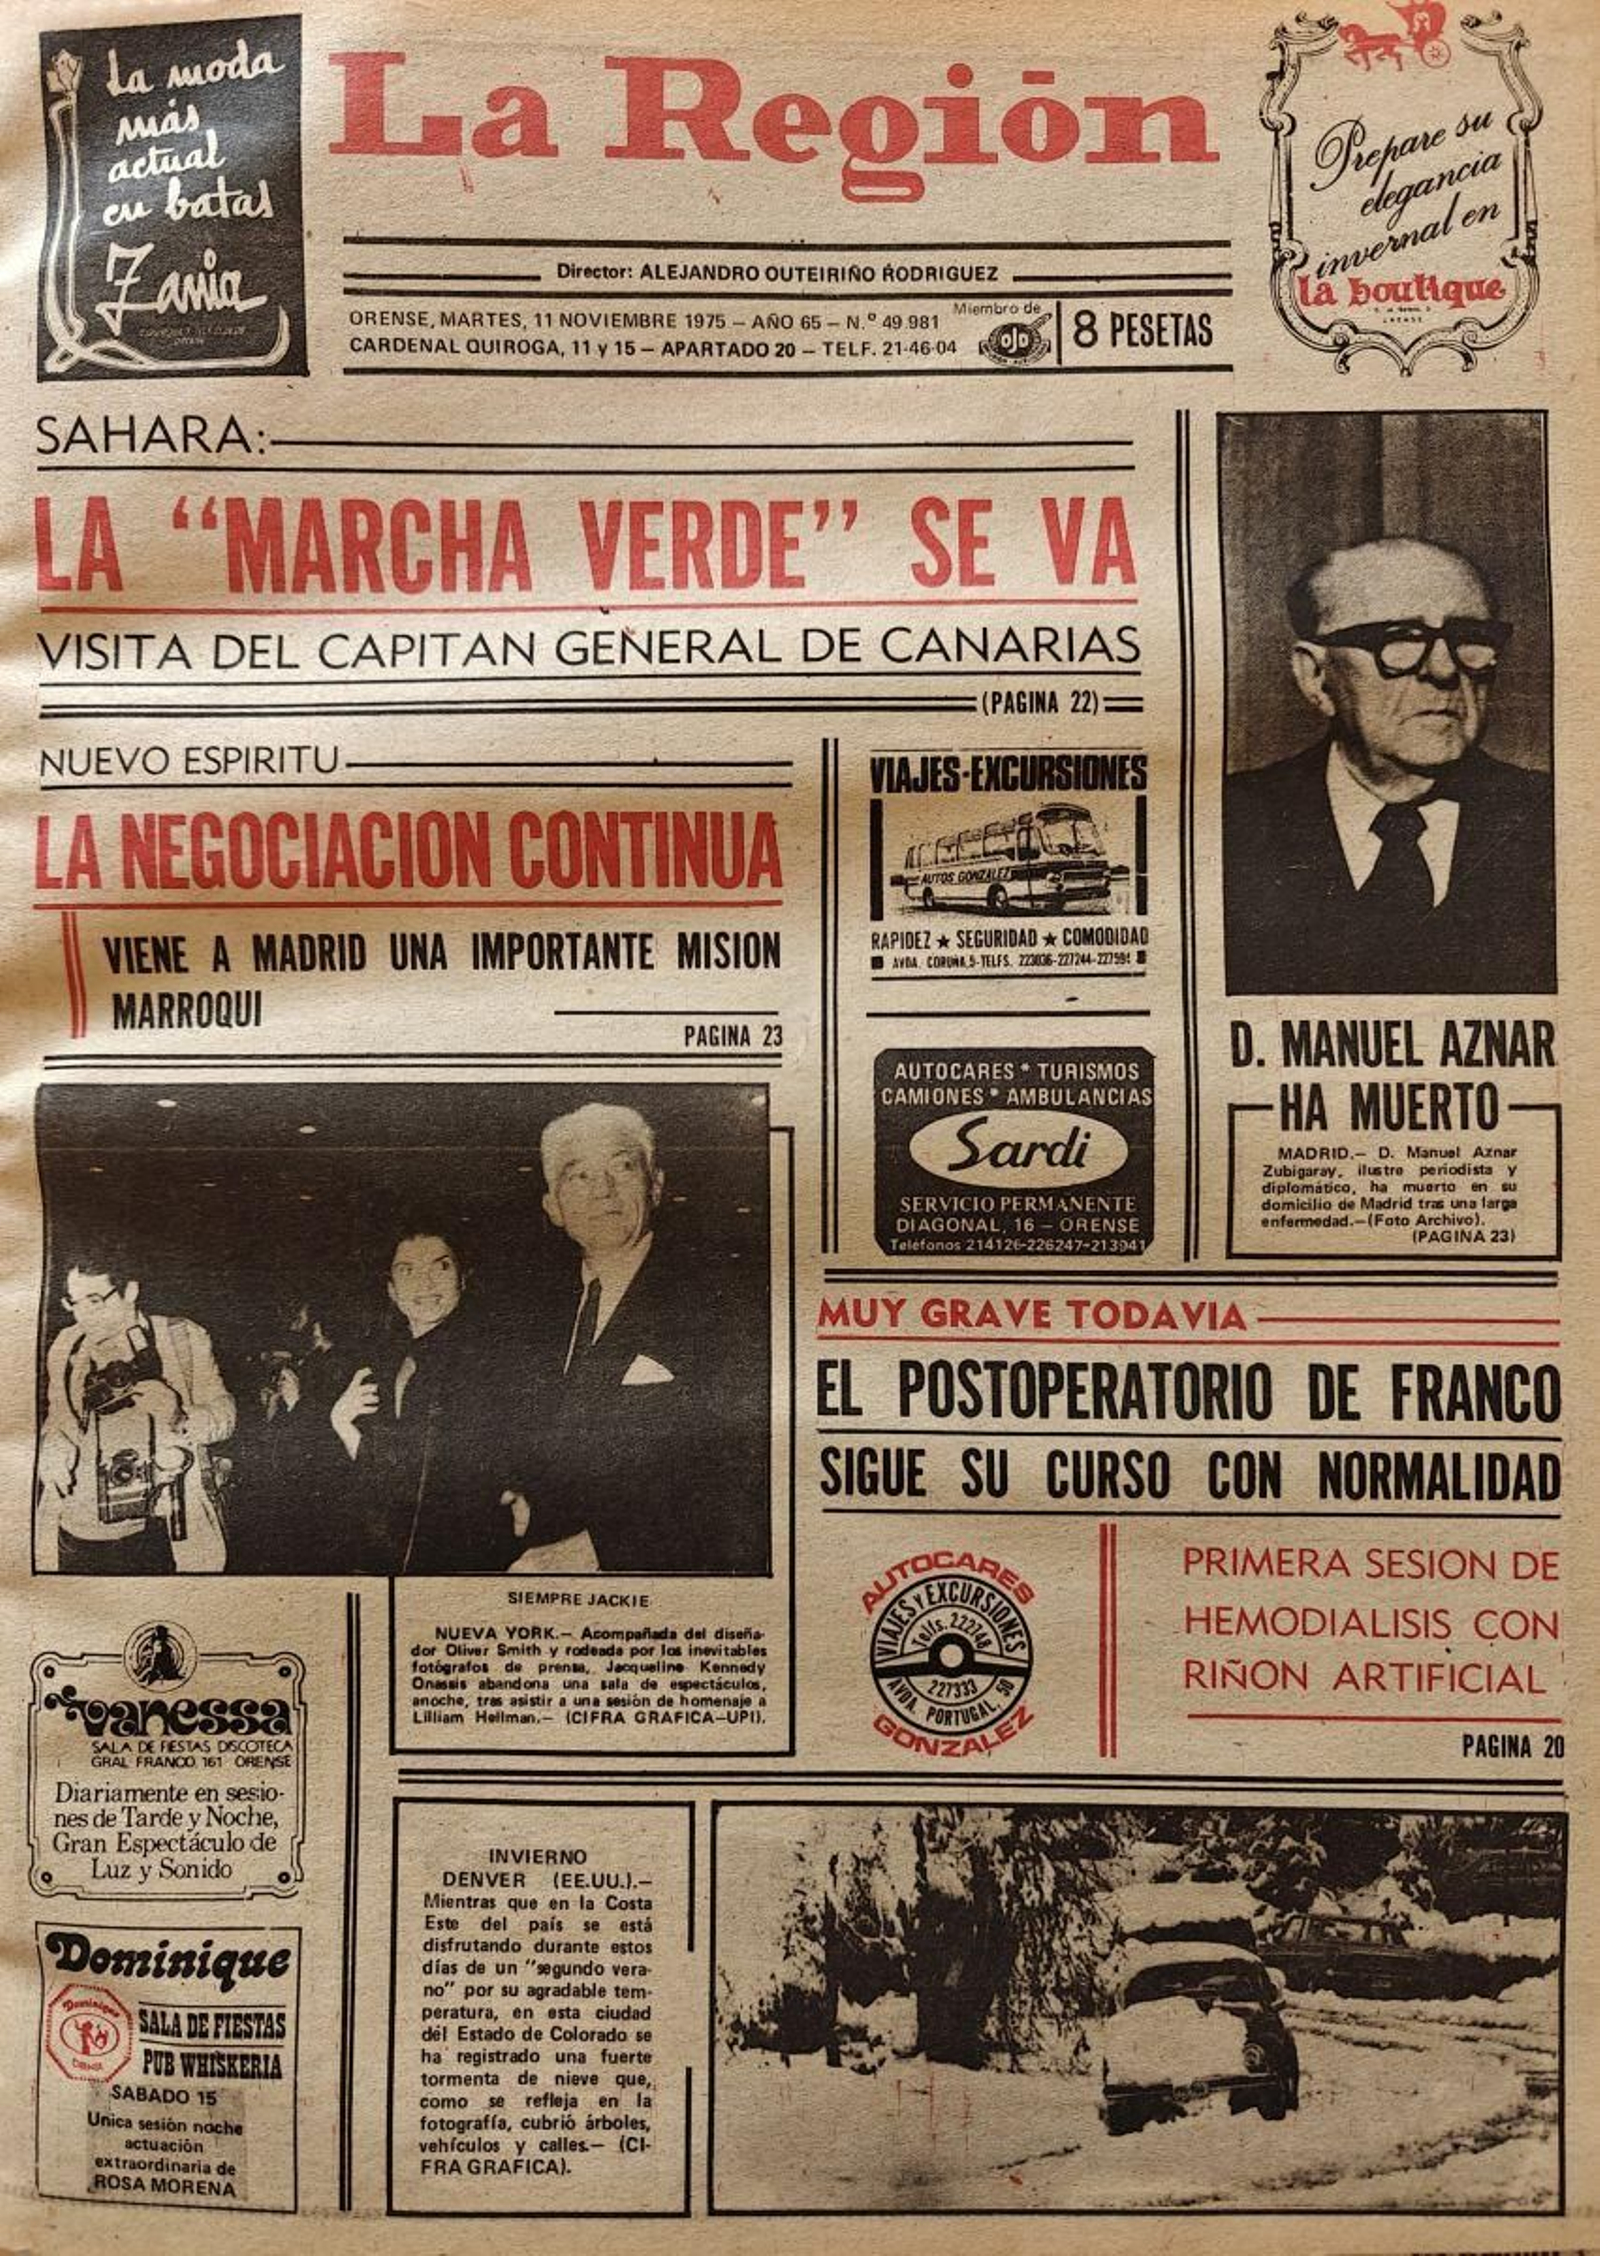 La moda
más
actual
en batas
Zania
La Región
Prepare su
elegancia
invernal en
la boutique
Director: ALEJANDRO OUTEIRIÑO RODRIGUEZ
ORENSE, MARTES, 11 NOVIEMBRE 1975 – AÑO 65 – N.º 49.981
CARDENAL QUIROGA, 11 y 15 – APARTADO 20 – TELF. 21-46-04
Miembro de
OJD
8 PESETAS
SAHARA:
LA “MARCHA VERDE” SE VA
VISITA DEL CAPITAN GENERAL DE CANARIAS
(PAGINA 22)
NUEVO ESPIRITU
LA NEGOCIACION CONTINUA
VIENE A MADRID UNA IMPORTANTE MISION
MARROQUI
PAGINA 23
VIAJES-EXCURSIONES
AUTOS GONZALEZ
RAPIDEZ ★ SEGURIDAD ★ COMODIDAD
AVDA. CORUÑA, 5-TELFS. 223036-227244-227591
AUTOCARES * TURISMOS
CAMIONES * AMBULANCIAS
Sardi
SERVICIO PERMANENTE
DIAGONAL, 16 – ORENSE
Teléfonos 214126-226247-213941
D. MANUEL AZNAR
HA MUERTO
MADRID.– D. Manuel Aznar
Zubigaray, ilustre periodista y
diplomático, ha muerto en su
domicilio de Madrid tras una larga
enfermedad.–(Foto Archivo).
(PAGINA 23)
MUY GRAVE TODAVIA
EL POSTOPERATORIO DE FRANCO
SIGUE SU CURSO CON NORMALIDAD
AUTOCARES
VIAJES Y EXCURSIONES
Telfs. 222748
227333
AVDA. PORTUGAL, 50
GONZALEZ
PRIMERA SESION DE
HEMODIALISIS CON
RIÑON ARTIFICIAL
PAGINA 20
SIEMPRE JACKIE
NUEVA YORK.– Acompañada del diseña-
dor Oliver Smith y rodeada por los inevitables
fotógrafos de prensa, Jacqueline Kennedy
Onassis abandona una sala de espectáculos,
anoche, tras asistir a una sesión de homenaje a
Lilliam Hellman.– (CIFRA GRAFICA–UPI).
vanessa
SALA DE FIESTAS DISCOTECA
GRAL. FRANCO, 161 ORENSE
Diariamente en sesio-
nes de Tarde y Noche,
Gran Espectáculo de
Luz y Sonido
Dominique
Dominique
SALA DE FIESTAS
PUB WHISKERIA
SABADO 15
Unica sesión noche
actuación
extraordinaria de
ROSA MORENA
INVIERNO
DENVER (EE.UU.).–
Mientras que en la Costa
Este del país se está
disfrutando durante estos
días de un “segundo vera-
no” por su agradable tem-
peratura, en esta ciudad
dél Estado de Colorado se
ha registrado una fuerte
tormenta de nieve que,
como se refleja en la
fotografía, cubrió árboles,
vehículos y calles.– (CI-
FRA GRAFICA).